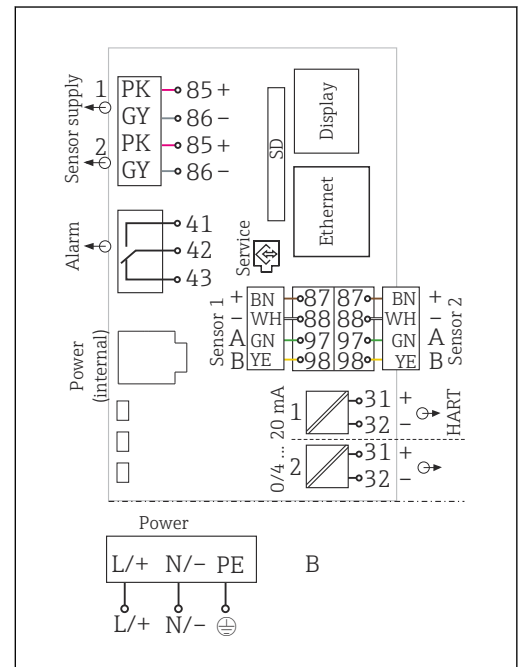 Sensor supply
1 PK 85 +
GY 86 −
2 PK 85 +
GY 86 −
Display
SD
Ethernet
Alarm
41
42
43
Service
Sensor 1
+ BN 87 87 BN +
− WH 88 88 WH −
A GN 97 97 GN A
B YE 98 98 YE B
Sensor 2
Power
(internal)
0/4 ... 20 mA
1 31 +
32 −
HART
2 31 +
32 −
Power
L/+ N/− PE
B
L/+ N/−